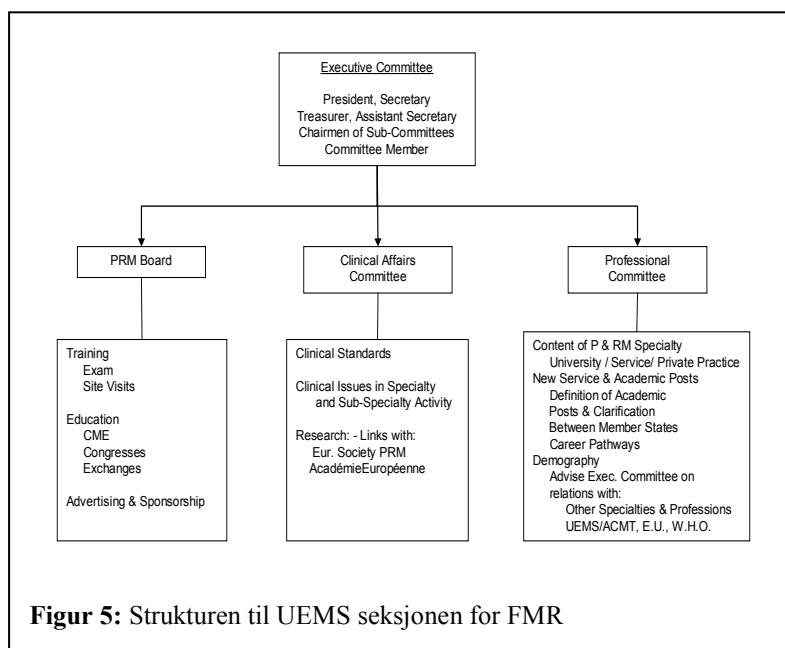 Executive Committee
President, Secretary
Treasurer, Assistant Secretary
Chairmen of Sub-Committees
Committee Member
PRM Board
Clinical Affairs
Committee
Professional
Committee
Training
Exam
Site Visits
Education
CME
Congresses
Exchanges
Advertising & Sponsorship
Clinical Standards
Clinical Issues in Specialty
and Sub-Specialty Activity
Research: - Links with:
Eur. Society PRM
AcadémieEuropéenne
Content of P & RM Specialty
University / Service/ Private Practice
New Service & Academic Posts
Definition of Academic
Posts & Clarification
Between Member States
Career Pathways
Demography
Advise Exec. Committee on
relations with:
Other Specialties & Professions
UEMS/ACMT, E.U., W.H.O.
Figur 5: Strukturen til UEMS seksjonen for FMR